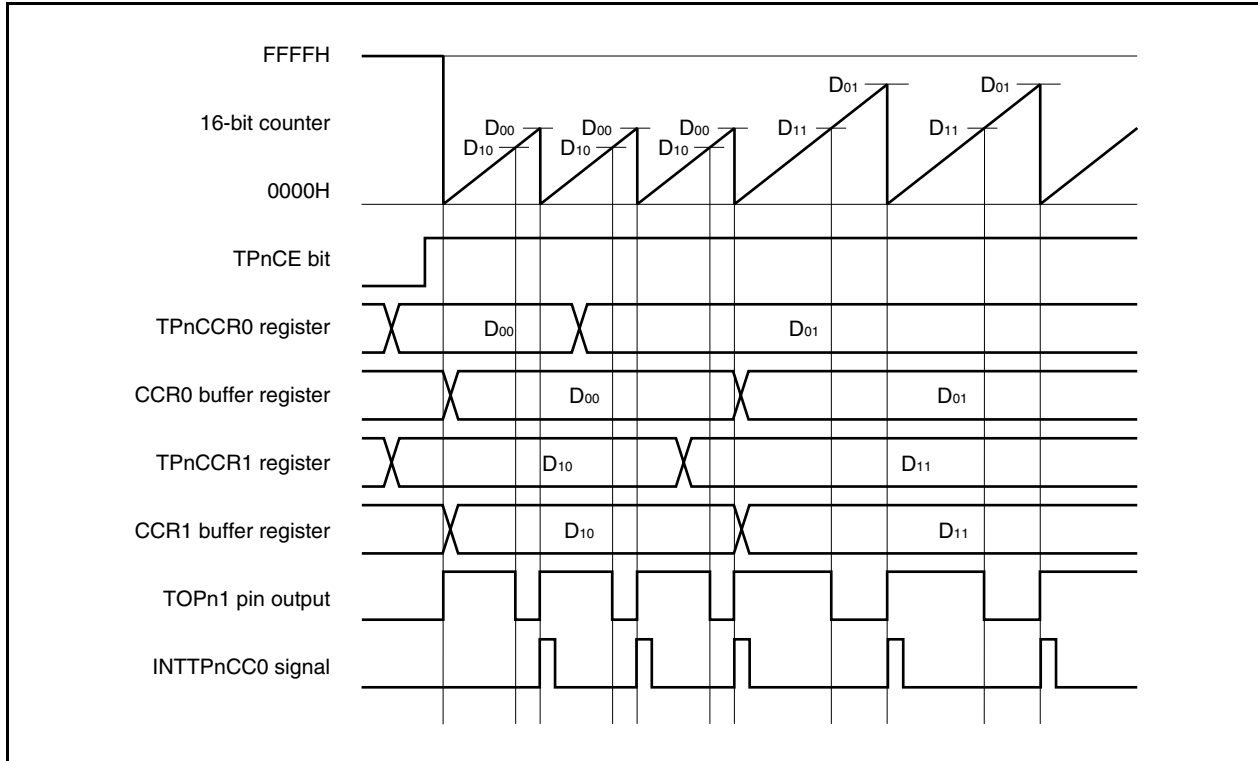 FFFFH
16-bit counter
0000H
D01 D01
D00 D00 D00 D11 D11
D10 D10 D10
TPnCE bit
TPnCCR0 register D00 D01
CCR0 buffer register D00 D01
TPnCCR1 register D10 D11
CCR1 buffer register D10 D11
TOPn1 pin output
INTTPnCC0 signal